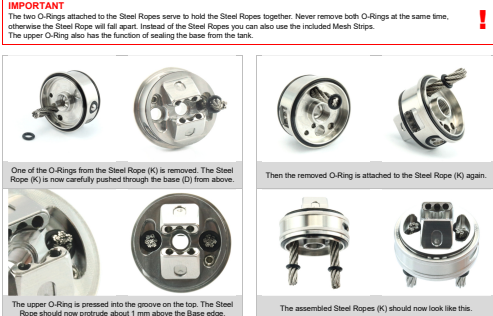 IMPORTANT
The two O-Rings attached to the Steel Ropes serve to hold the Steel Ropes together. Never remove both O-Rings at the same time,
otherwise the Steel Rope will fall apart. Instead of the Steel Ropes you can also use the included Mesh Strips.
The upper O-Ring also has the function of sealing the base from the tank.
!
One of the O-Rings from the Steel Rope (K) is removed. The Steel
Rope (K) is now carefully pushed through the base (D) from above.
Then the removed O-Ring is attached to the Steel Rope (K) again.
The upper O-Ring is pressed into the groove on the top. The Steel
Rope should now protrude about 1 mm above the Base edge.
The assembled Steel Ropes (K) should now look like this.